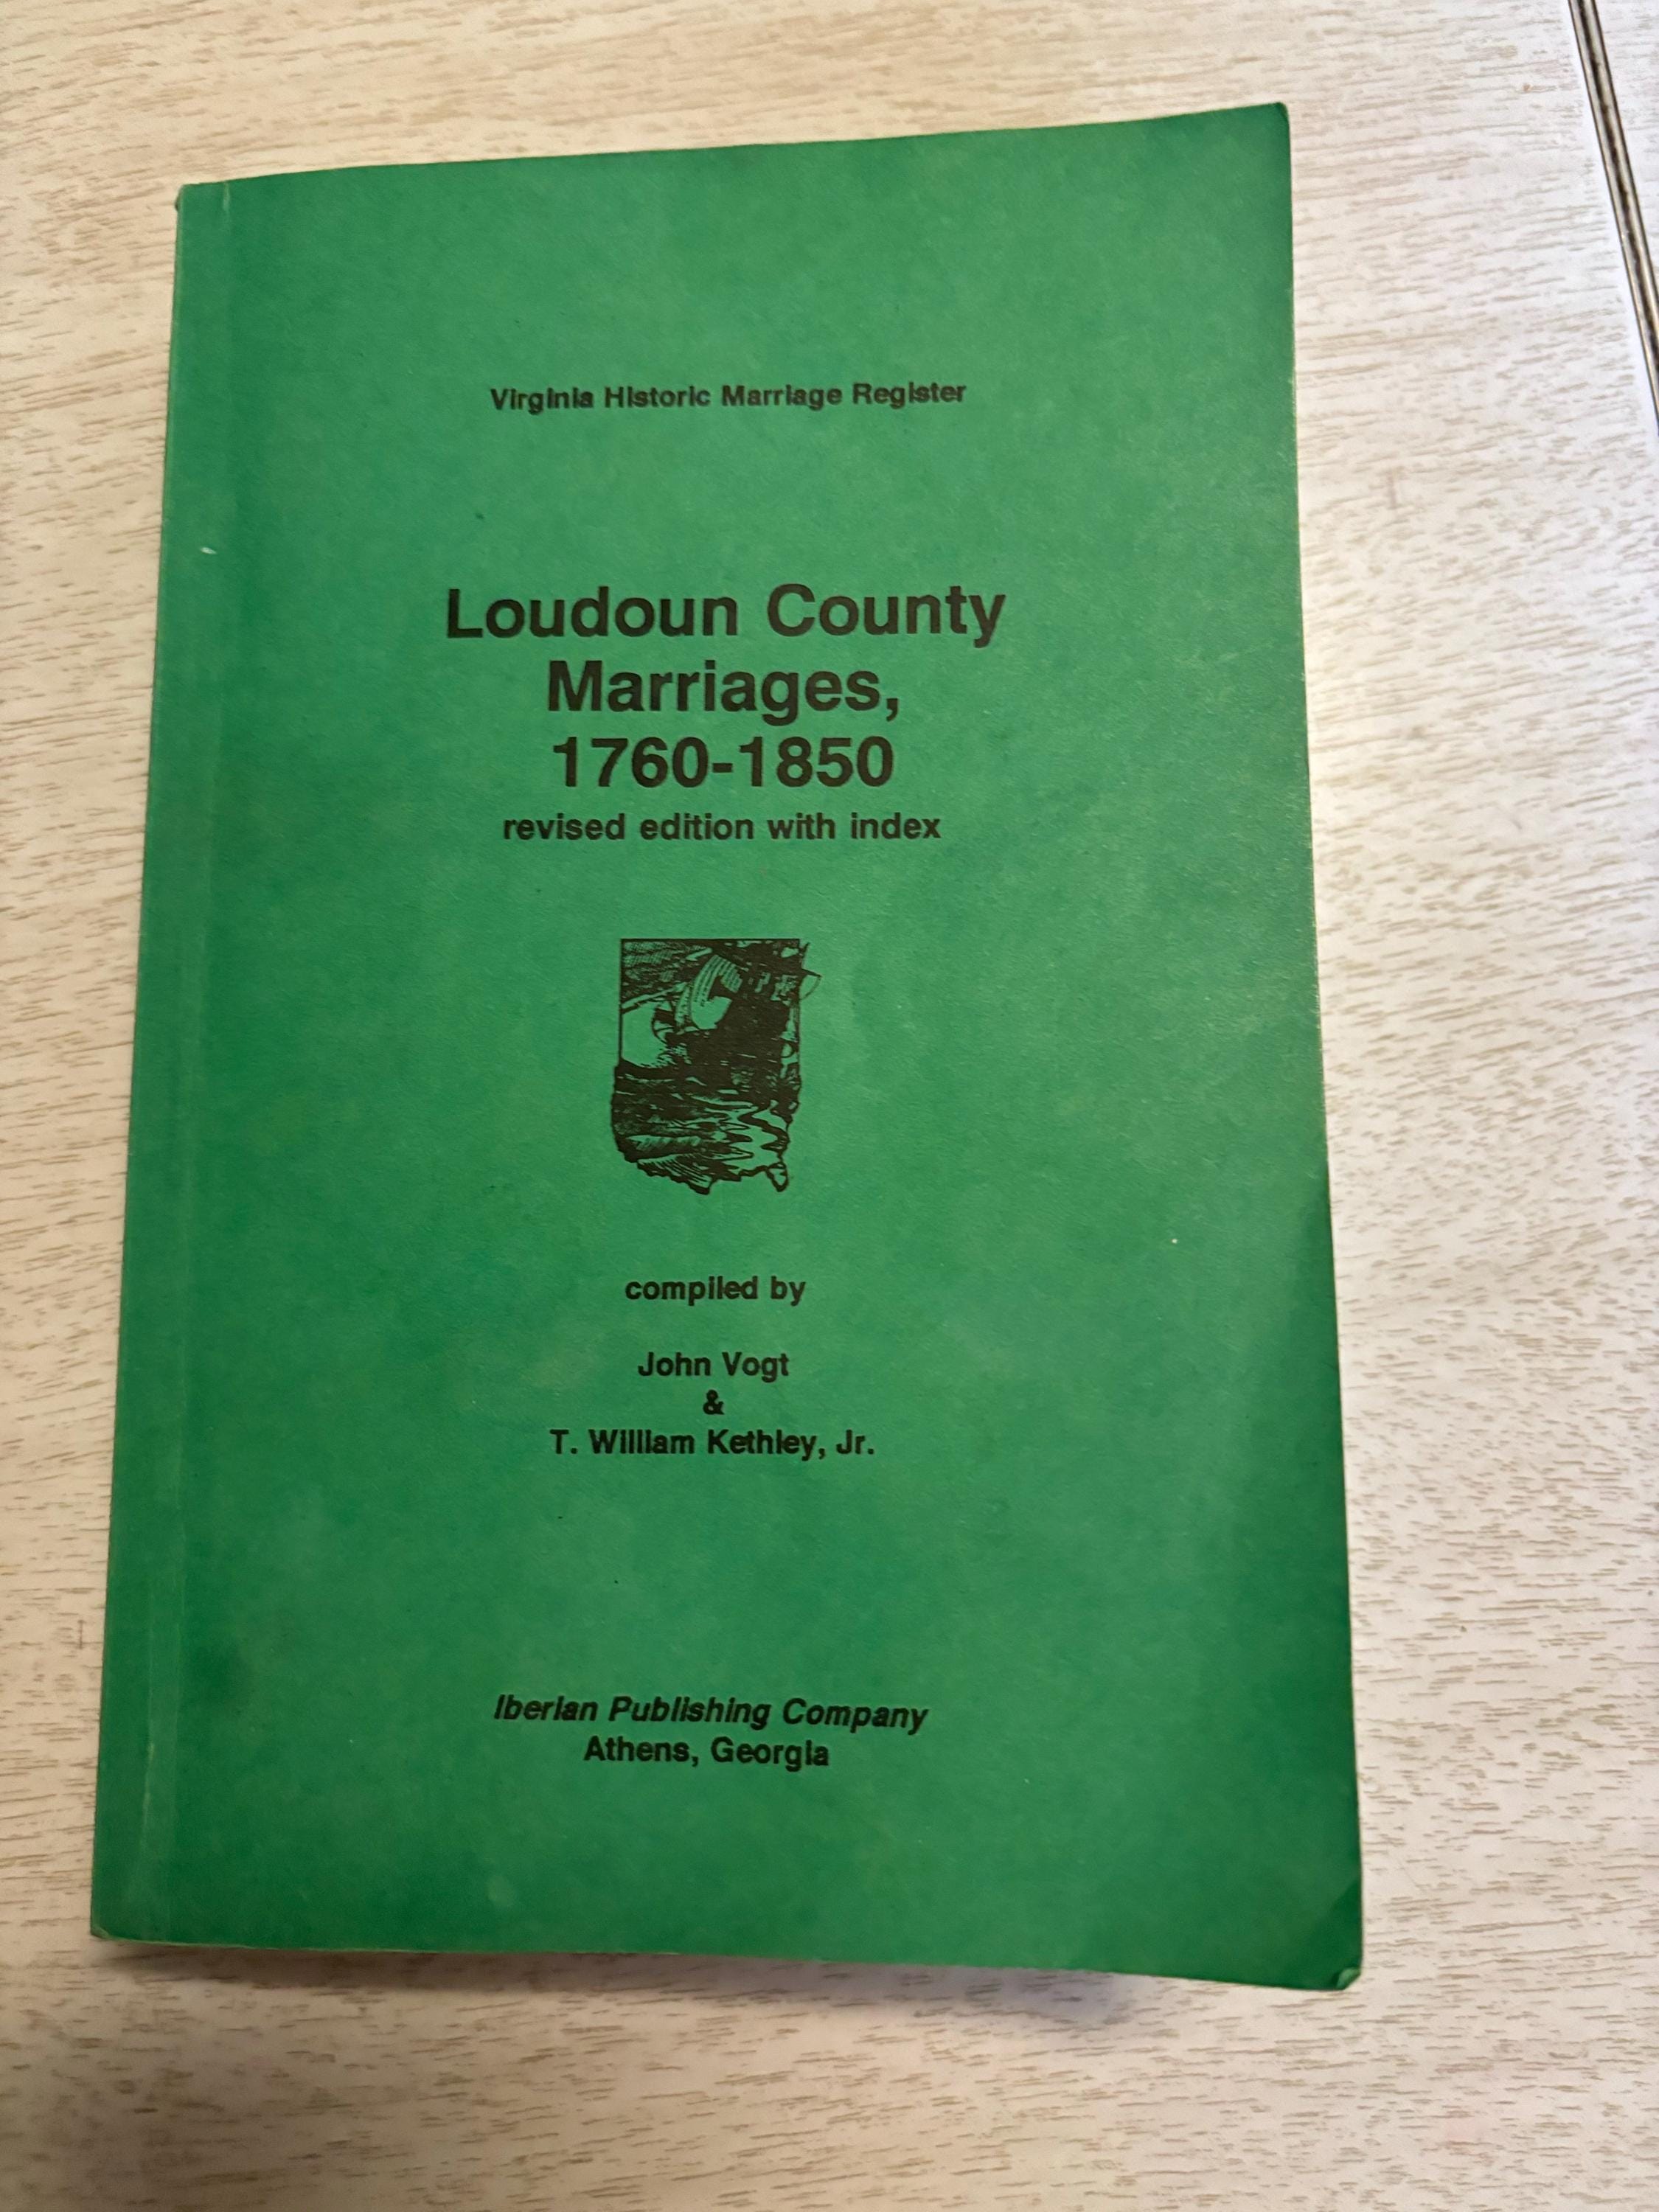 Virginia Historic Marriage Register
Loudoun County
Marriages,
1760-1850
revised edition with index
compiled by
John Vogt
&
T. William Kethley, Jr.
Iberian Publishing Company
Athens, Georgia